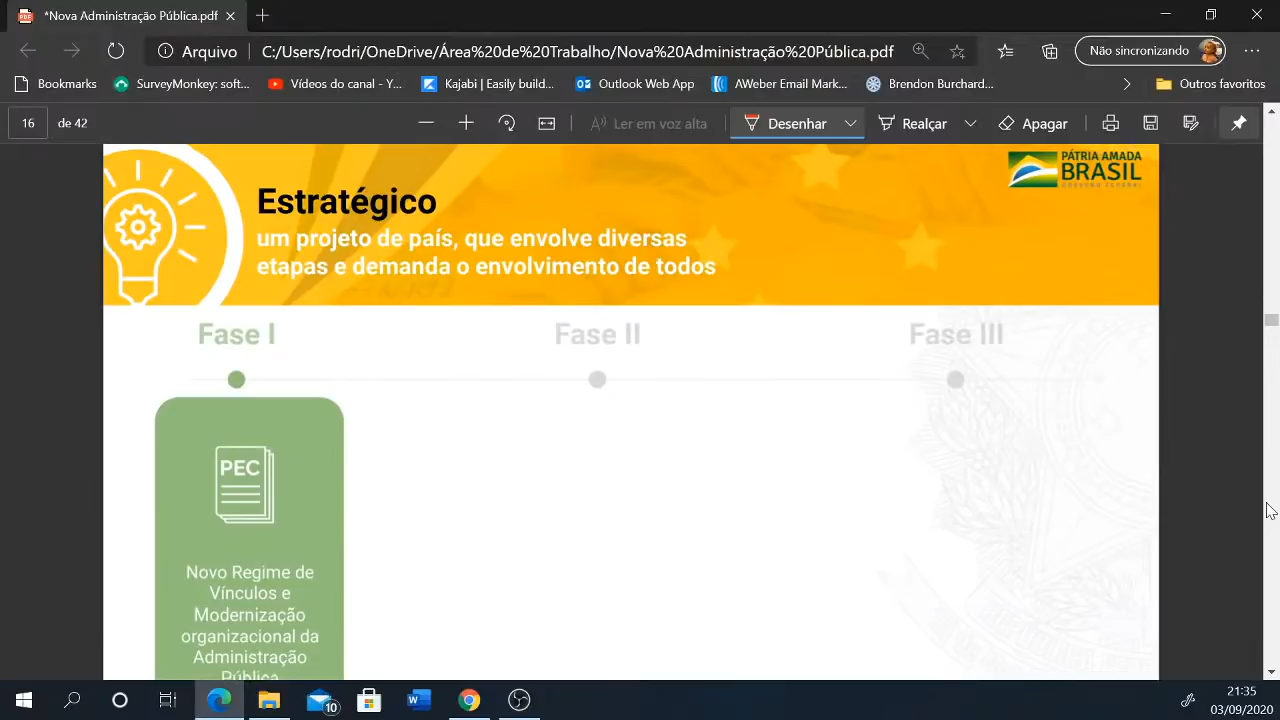 *Nova Administração Pública.pdf
Arquivo
C:/Users/rodri/OneDrive/Área%20de%20Trabalho/Nova%20Administração%20Pública.pdf
Não sincronizando
Bookmarks
SurveyMonkey: soft...
Vídeos do canal - Y...
Kajabi | Easily build...
Outlook Web App
AWeber Email Mark...
Brendon Burchard...
Outros favoritos
16
de 42
Ler em voz alta
Desenhar
Realçar
Apagar
PÁTRIA AMADA
BRASIL
GOVERNO FEDERAL
Estratégico
um projeto de país, que envolve diversas
etapas e demanda o envolvimento de todos
Fase I
Fase II
Fase III
PEC
Novo Regime de
Vínculos e
Modernização
organizacional da
Administração
Pública
10
21:35
03/09/2020